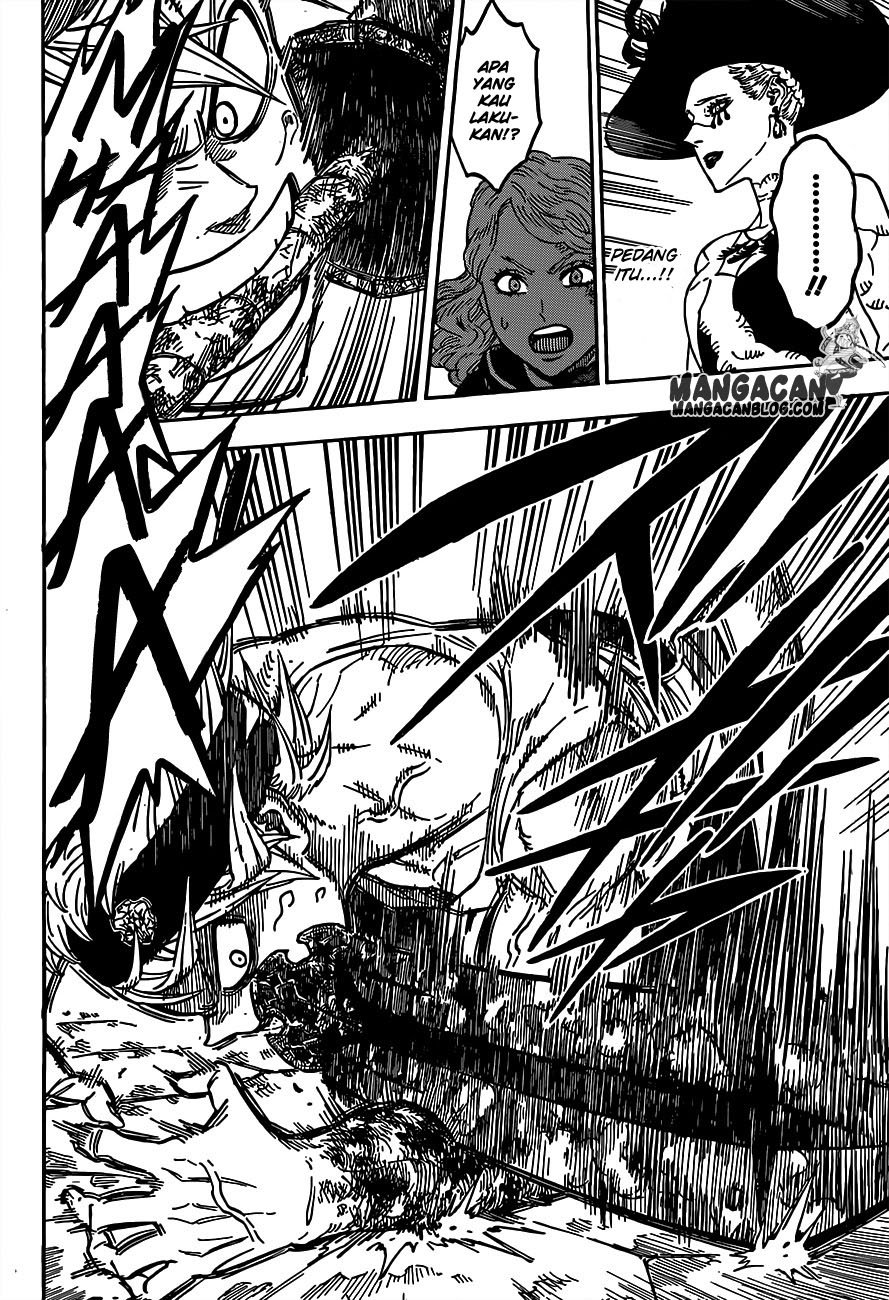 .........!!
PEDANG
ITU...!!
APA
YANG
KAU
LAKU-
KAN!?
MANGACAN
MANGACANBLOG.COM